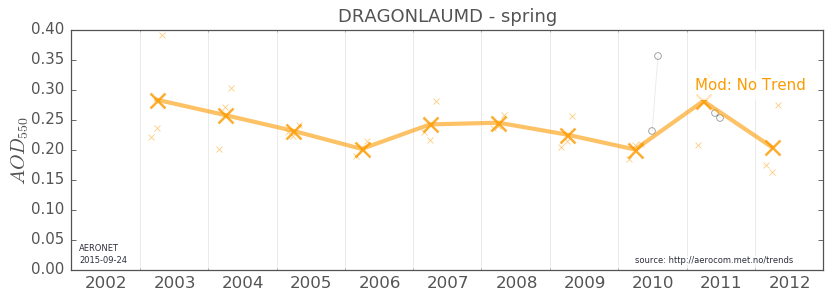 DRAGONLAUMD - spring
0.40
0.35
0.30
0.25
0.20
0.15
0.10
0.05
0.00
AOD550
Mod: No Trend
AERONET
2015-09-24
source: http://aerocom.met.no/trends
2002 2003 2004 2005 2006 2007 2008 2009 2010 2011 2012